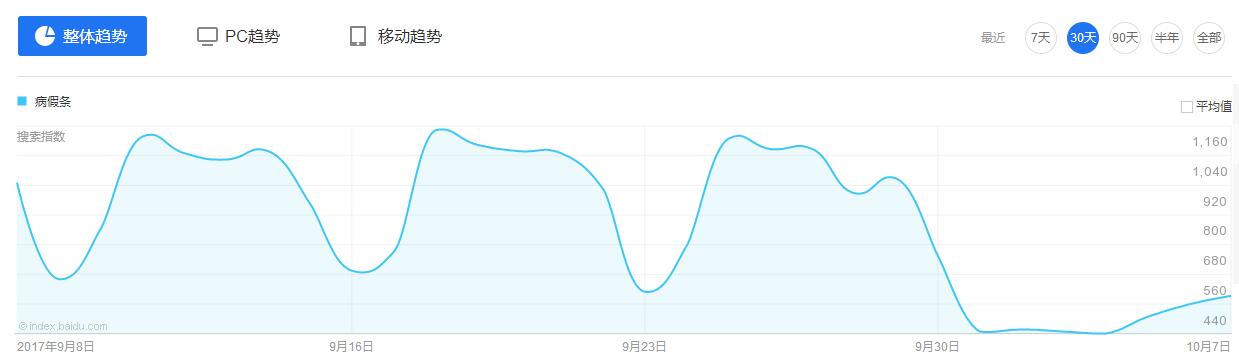 整体趋势 PC趋势 移动趋势 最近 7天 30天 90天 半年 全部
病假条 平均值
搜索指数
1,160
1,040
920
800
680
560
440
© index.baidu.com
2017年9月8日 9月16日 9月23日 9月30日 10月7日